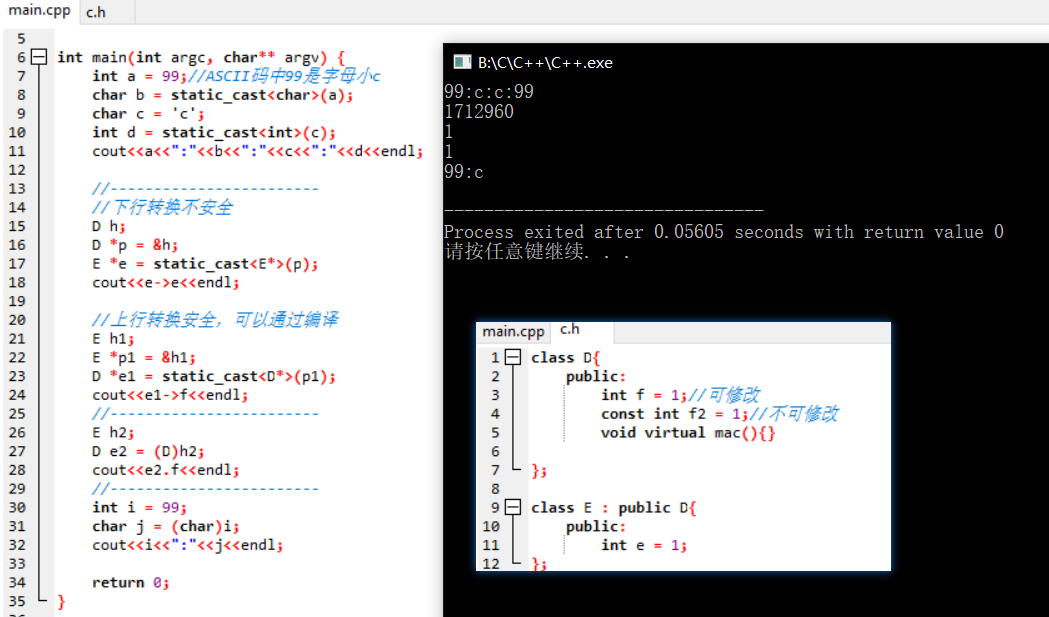 main.cpp c.h
5
6 int main(int argc, char** argv) {
7 int a = 99;//ASCII码中99是字母小c
8 char b = static_cast<char>(a);
9 char c = 'c';
10 int d = static_cast<int>(c);
11 cout<<a<<":"<<b<<":"<<c<<":"<<d<<endl;
12
13 //------------------------
14 //下行转换不安全
15 D h;
16 D *p = &h;
17 E *e = static_cast<E*>(p);
18 cout<<e->e<<endl;
19
20 //上行转换安全，可以通过编译
21 E h1;
22 E *p1 = &h1;
23 D *e1 = static_cast<D*>(p1);
24 cout<<e1->f<<endl;
25 //------------------------
26 E h2;
27 D e2 = (D)h2;
28 cout<<e2.f<<endl;
29 //------------------------
30 int i = 99;
31 char j = (char)i;
32 cout<<i<<":"<<j<<endl;
33
34 return 0;
35 }
B:\C\C++\C++.exe
99:c:c:99
1712960
1
1
99:c
--------------------------------
Process exited after 0.05605 seconds with return value 0
请按任意键继续. . .
main.cpp c.h
1 class D{
2 public:
3 int f = 1;//可修改
4 const int f2 = 1;//不可修改
5 void virtual mac(){}
6
7 };
8
9 class E : public D{
10 public:
11 int e = 1;
12 };